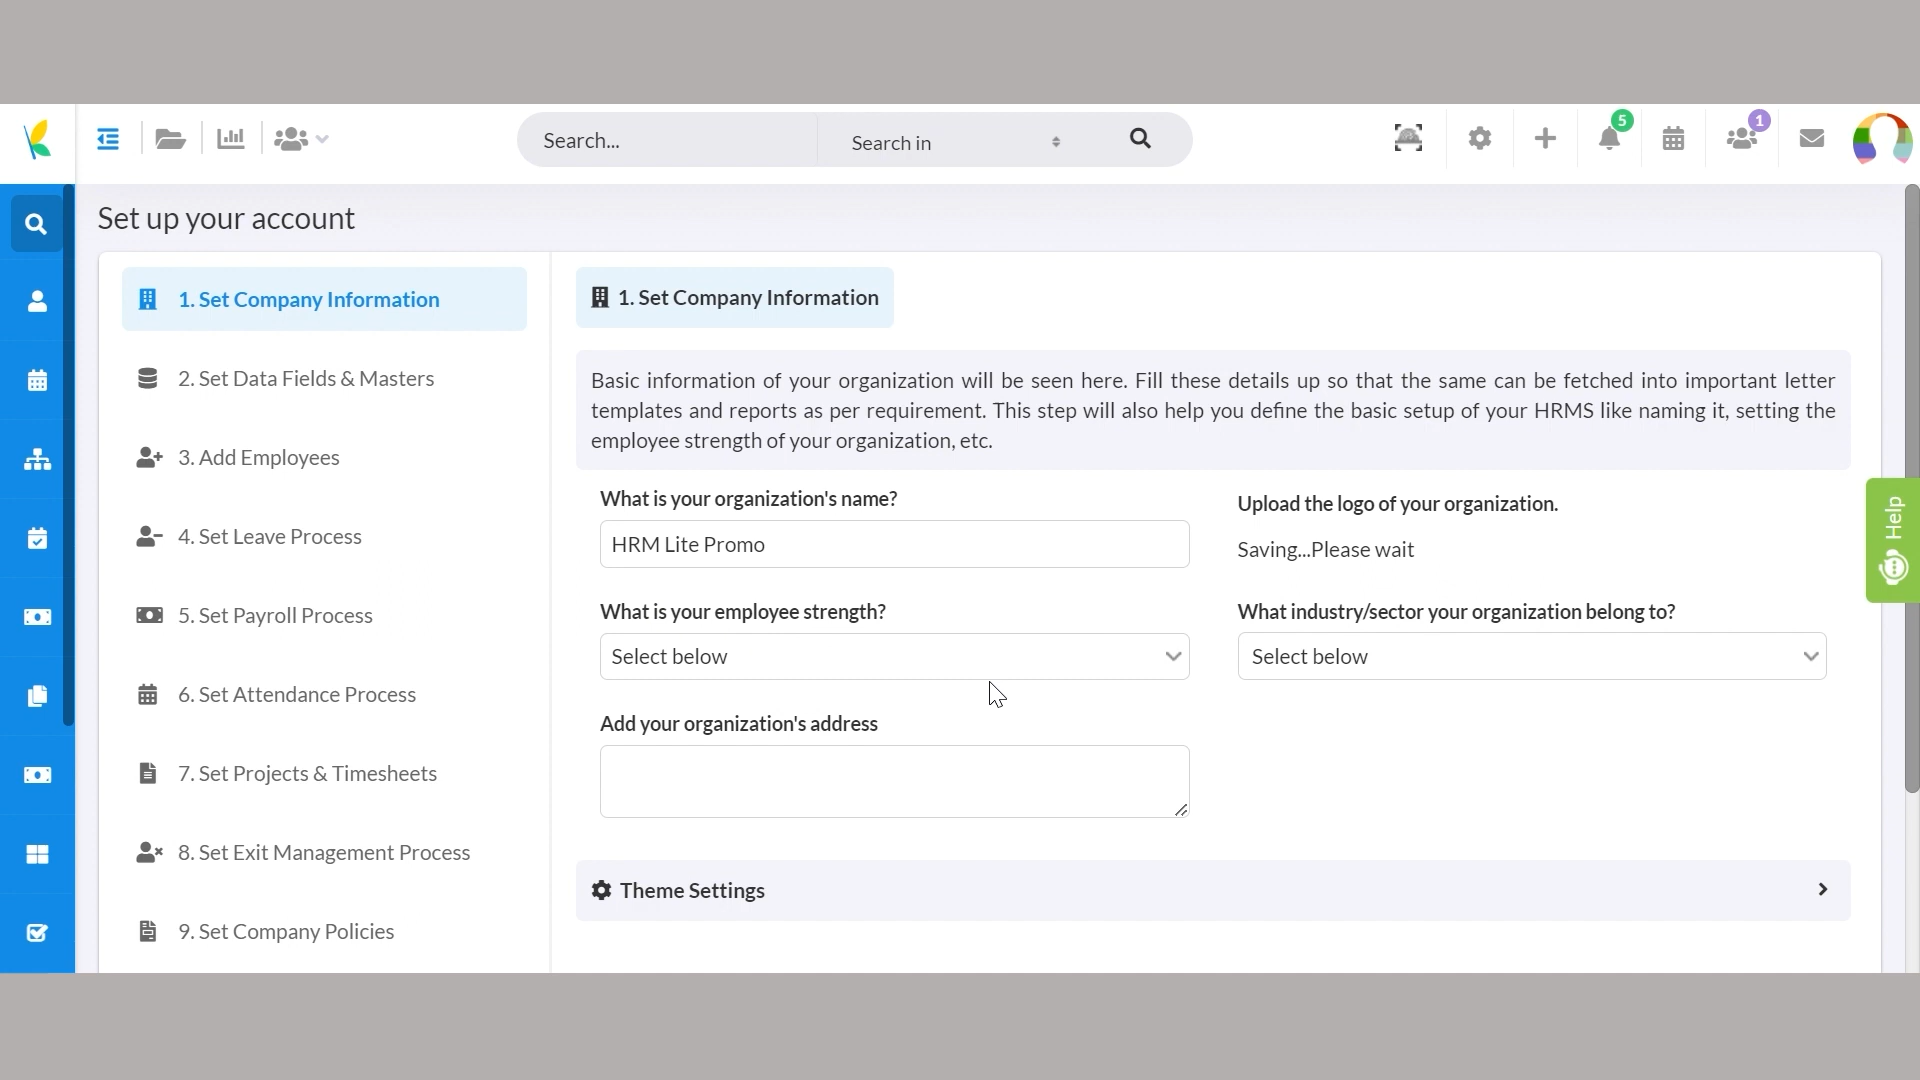 Search...
Search in
5
1
Set up your account
1. Set Company Information
2. Set Data Fields & Masters
3. Add Employees
4. Set Leave Process
5. Set Payroll Process
6. Set Attendance Process
7. Set Projects & Timesheets
8. Set Exit Management Process
9. Set Company Policies
1. Set Company Information
Basic information of your organization will be seen here. Fill these details up so that the same can be fetched into important letter
templates and reports as per requirement. This step will also help you define the basic setup of your HRMS like naming it, setting the
employee strength of your organization, etc.
What is your organization's name?
HRM Lite Promo
Upload the logo of your organization.
Saving...Please wait
What is your employee strength?
Select below
What industry/sector your organization belong to?
Select below
Add your organization's address
Theme Settings
Help